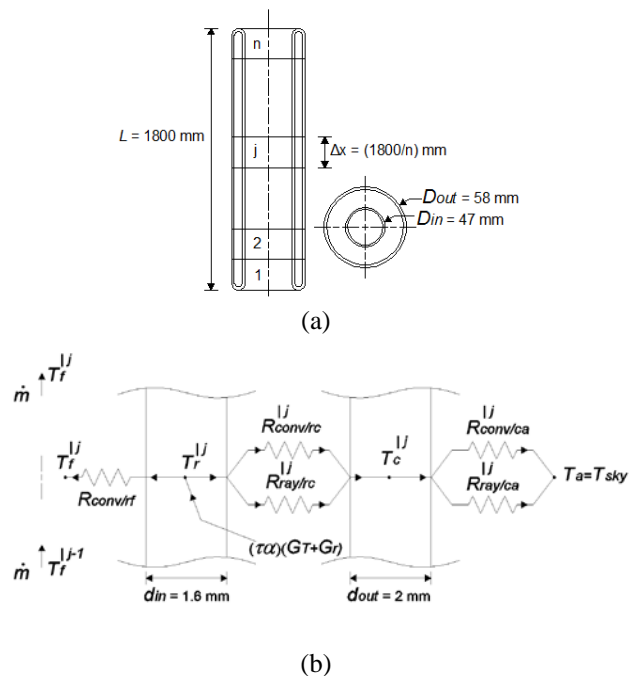 n
L = 1800 mm
j
Δx = (1800/n) mm
Dout = 58 mm
Din = 47 mm
2
1
(a)
ṁ Tf|j
Tf|j
Rconv/rf
Tr|j
Rconv/rc|j
Rray/rc|j
Tc|j
Rconv/ca|j
Rray/ca|j
Ta=Tsky
(τα)(GT+Gr)
ṁ Tf|j-1
din = 1.6 mm
dout = 2 mm
(b)